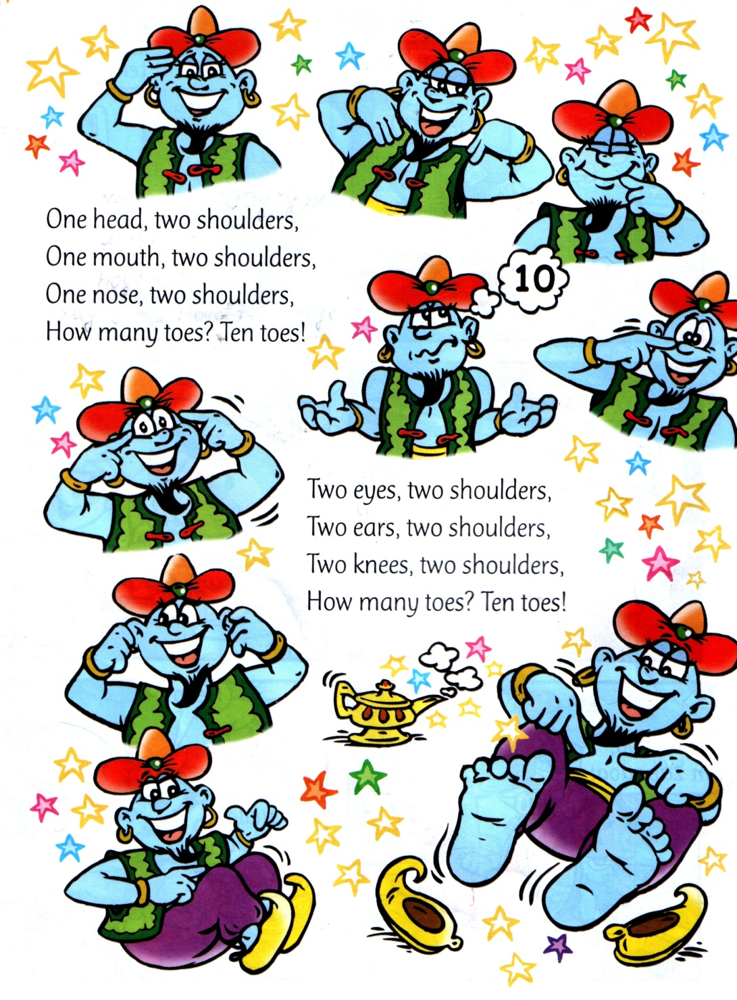 One head, two shoulders,
One mouth, two shoulders,
One nose, two shoulders,
How many toes? Ten toes!
10
Two eyes, two shoulders,
Two ears, two shoulders,
Two knees, two shoulders,
How many toes? Ten toes!